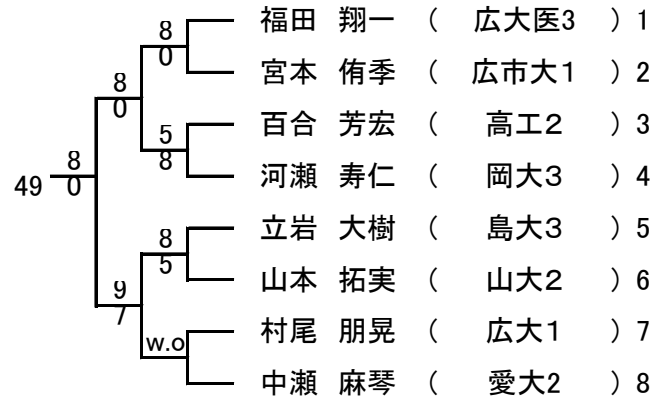 福田 翔一 ( 広大医3 ) 1
8
0
宮本 侑季 ( 広市大1 ) 2
8
0
百合 芳宏 ( 高工2 ) 3
5
8
河瀬 寿仁 ( 岡大3 ) 4
49
8
0
立岩 大樹 ( 島大3 ) 5
8
5
山本 拓実 ( 山大2 ) 6
9
7
村尾 朋晃 ( 広大1 ) 7
w.o
中瀬 麻琴 ( 愛大2 ) 8